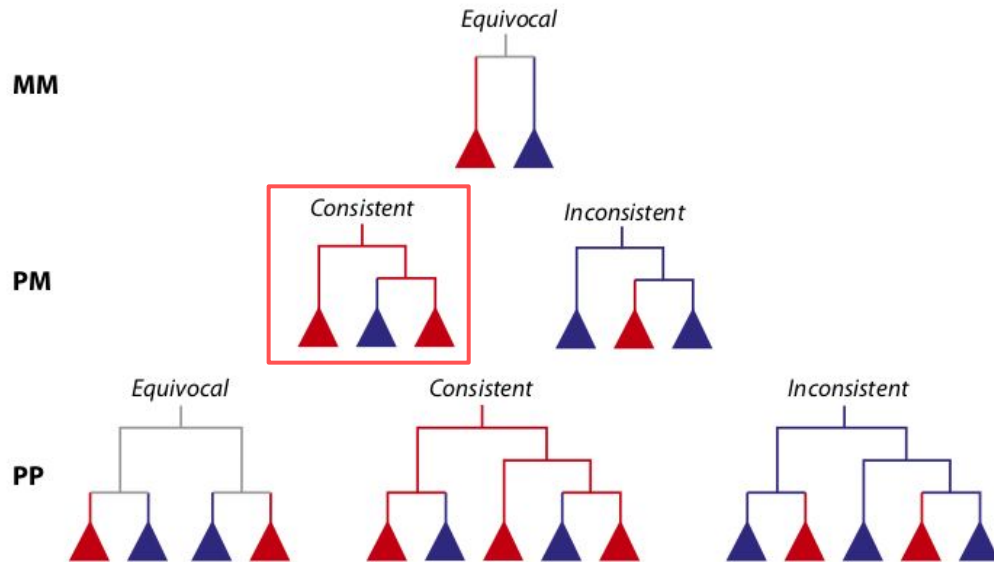 Equivocal
MM
Consistent
Inconsistent
PM
Equivocal
Consistent
Inconsistent
PP